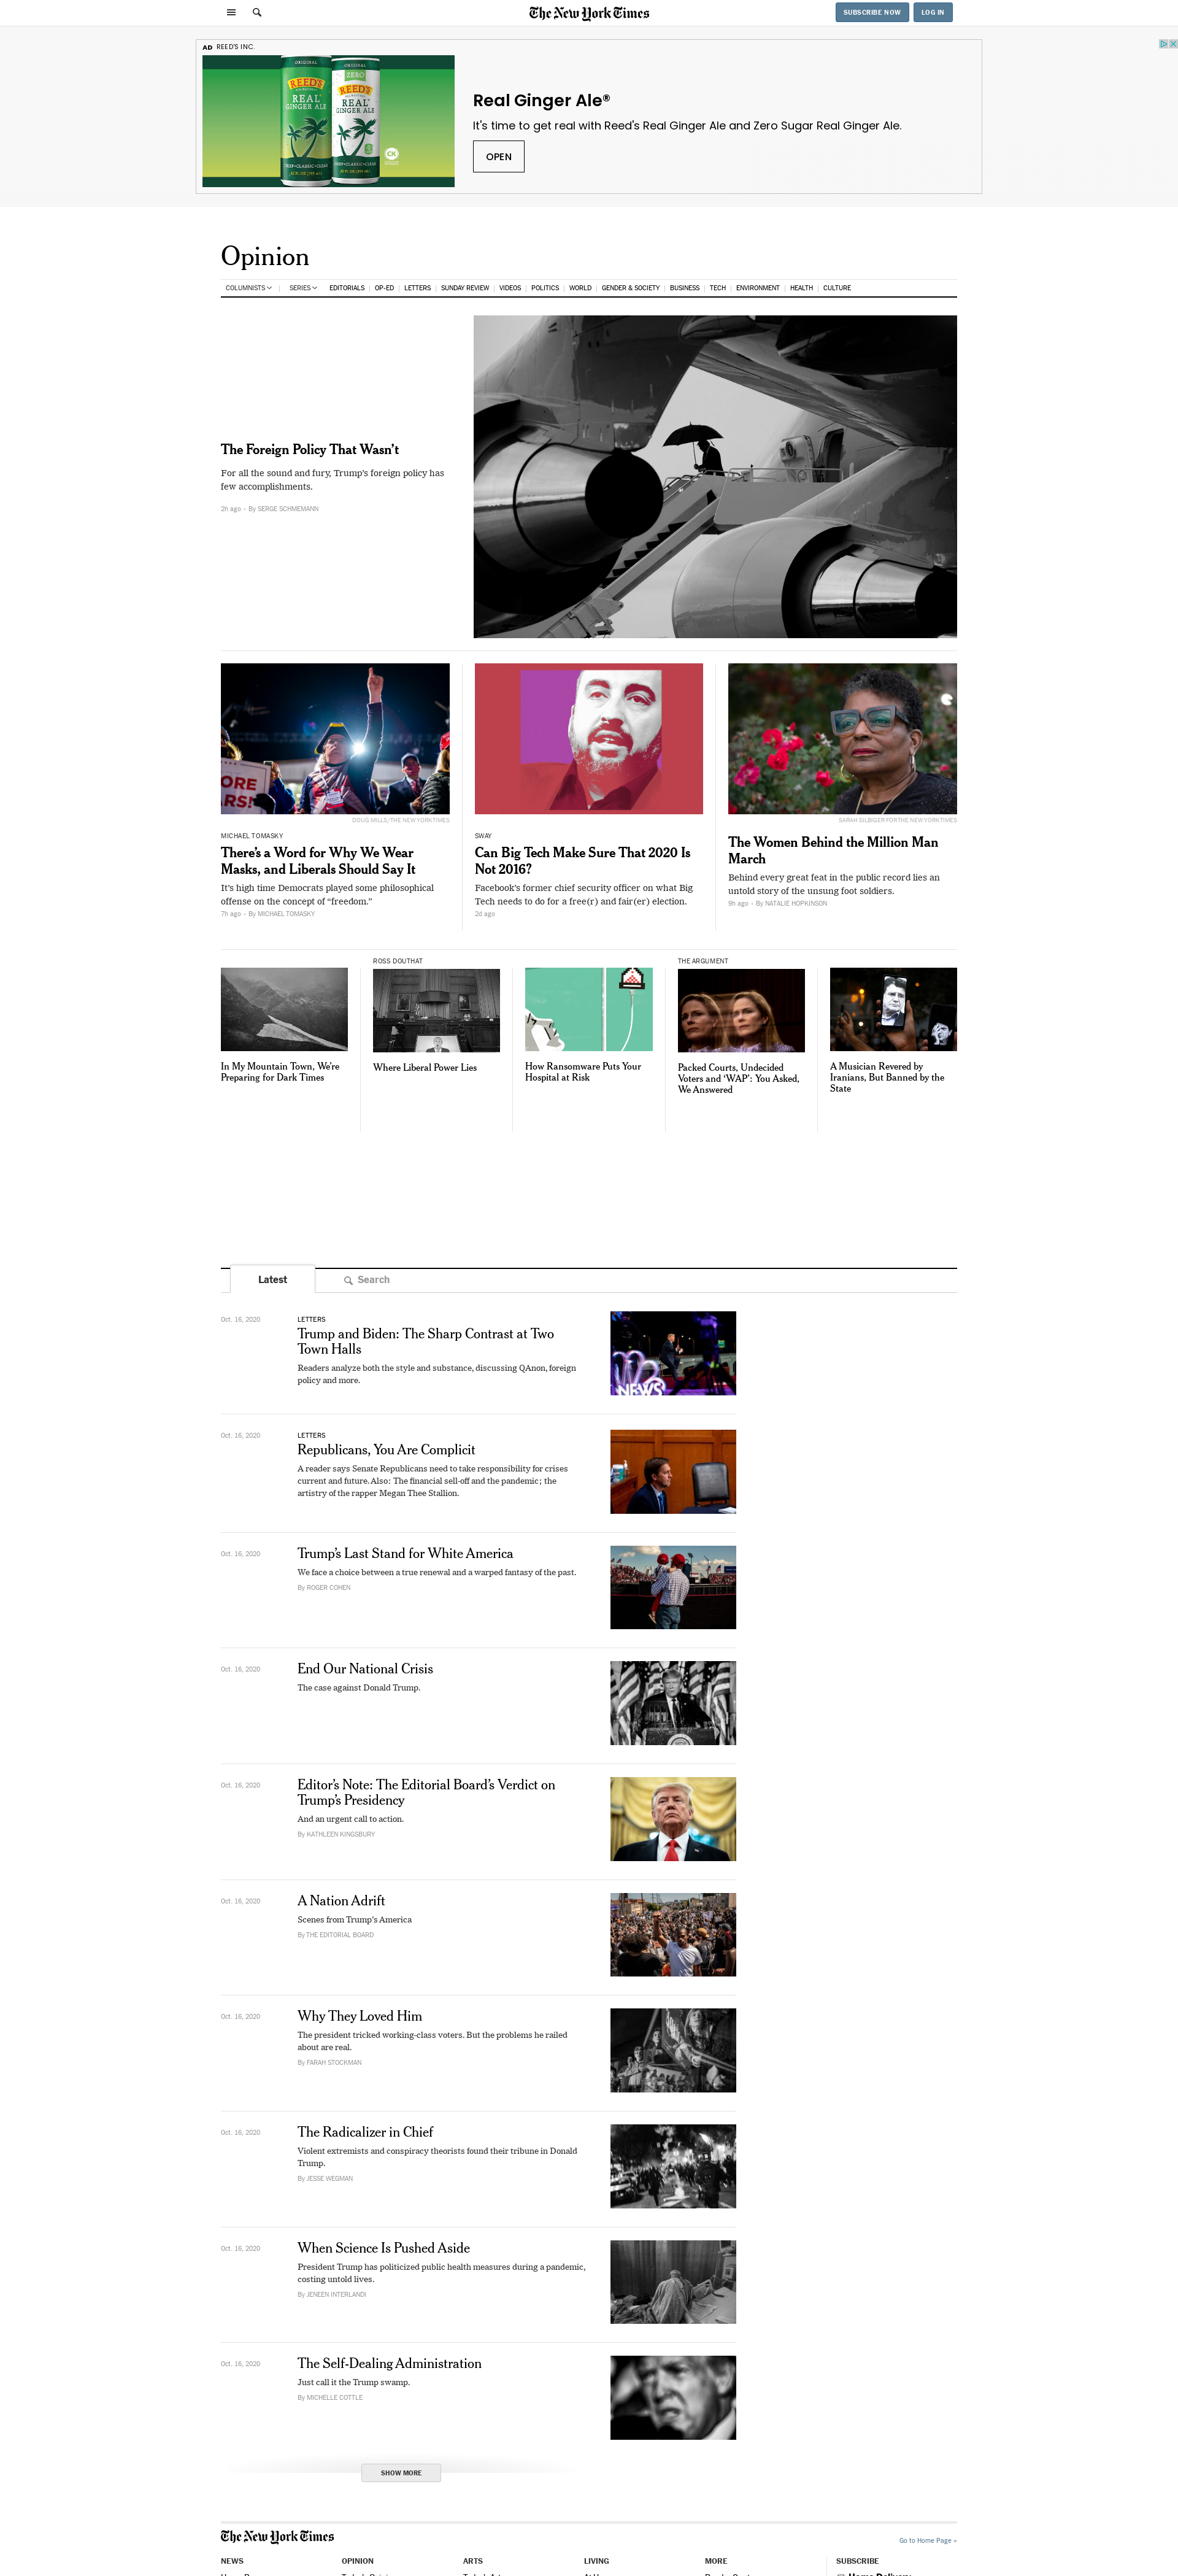 The New York Times
SUBSCRIBE NOW
LOG IN
AD REED'S INC.
ORIGINAL
REED'S
REAL
GINGER ALE
ZERO
REED'S
REAL
GINGER ALE
Real Ginger Ale®
It's time to get real with Reed's Real Ginger Ale and Zero Sugar Real Ginger Ale.
OPEN
Opinion
COLUMNISTS | SERIES EDITORIALS | OP-ED | LETTERS | SUNDAY REVIEW | VIDEOS | POLITICS | WORLD | GENDER & SOCIETY | BUSINESS | TECH | ENVIRONMENT | HEALTH | CULTURE
The Foreign Policy That Wasn’t
For all the sound and fury, Trump’s foreign policy has
few accomplishments.
2h ago • By SERGE SCHMEMANN
DOUG MILLS/THE NEW YORK TIMES
MICHAEL TOMASKY
There’s a Word for Why We Wear
Masks, and Liberals Should Say It
It’s high time Democrats played some philosophical
offense on the concept of “freedom.”
7h ago • By MICHAEL TOMASKY
SWAY
Can Big Tech Make Sure That 2020 Is
Not 2016?
Facebook’s former chief security officer on what Big
Tech needs to do for a free(r) and fair(er) election.
2d ago
SARAH SILBIGER FOR THE NEW YORK TIMES
The Women Behind the Million Man
March
Behind every great feat in the public record lies an
untold story of the unsung foot soldiers.
9h ago • By NATALIE HOPKINSON
In My Mountain Town, We’re
Preparing for Dark Times
ROSS DOUTHAT
Where Liberal Power Lies
How Ransomware Puts Your
Hospital at Risk
THE ARGUMENT
Packed Courts, Undecided
Voters and ‘WAP’: You Asked,
We Answered
A Musician Revered by
Iranians, But Banned by the
State
Latest
Search
Oct. 16, 2020
LETTERS
Trump and Biden: The Sharp Contrast at Two
Town Halls
Readers analyze both the style and substance, discussing QAnon, foreign
policy and more.
NEWS
Oct. 16, 2020
LETTERS
Republicans, You Are Complicit
A reader says Senate Republicans need to take responsibility for crises
current and future. Also: The financial sell-off and the pandemic; the
artistry of the rapper Megan Thee Stallion.
Oct. 16, 2020
Trump’s Last Stand for White America
We face a choice between a true renewal and a warped fantasy of the past.
By ROGER COHEN
Oct. 16, 2020
End Our National Crisis
The case against Donald Trump.
Oct. 16, 2020
Editor’s Note: The Editorial Board’s Verdict on
Trump’s Presidency
And an urgent call to action.
By KATHLEEN KINGSBURY
Oct. 16, 2020
A Nation Adrift
Scenes from Trump’s America
By THE EDITORIAL BOARD
Oct. 16, 2020
Why They Loved Him
The president tricked working-class voters. But the problems he railed
about are real.
By FARAH STOCKMAN
Oct. 16, 2020
The Radicalizer in Chief
Violent extremists and conspiracy theorists found their tribune in Donald
Trump.
By JESSE WEGMAN
Oct. 16, 2020
When Science Is Pushed Aside
President Trump has politicized public health measures during a pandemic,
costing untold lives.
By JENEEN INTERLANDI
Oct. 16, 2020
The Self-Dealing Administration
Just call it the Trump swamp.
By MICHELLE COTTLE
SHOW MORE
The New York Times
Go to Home Page »
NEWS
OPINION
ARTS
LIVING
MORE
SUBSCRIBE